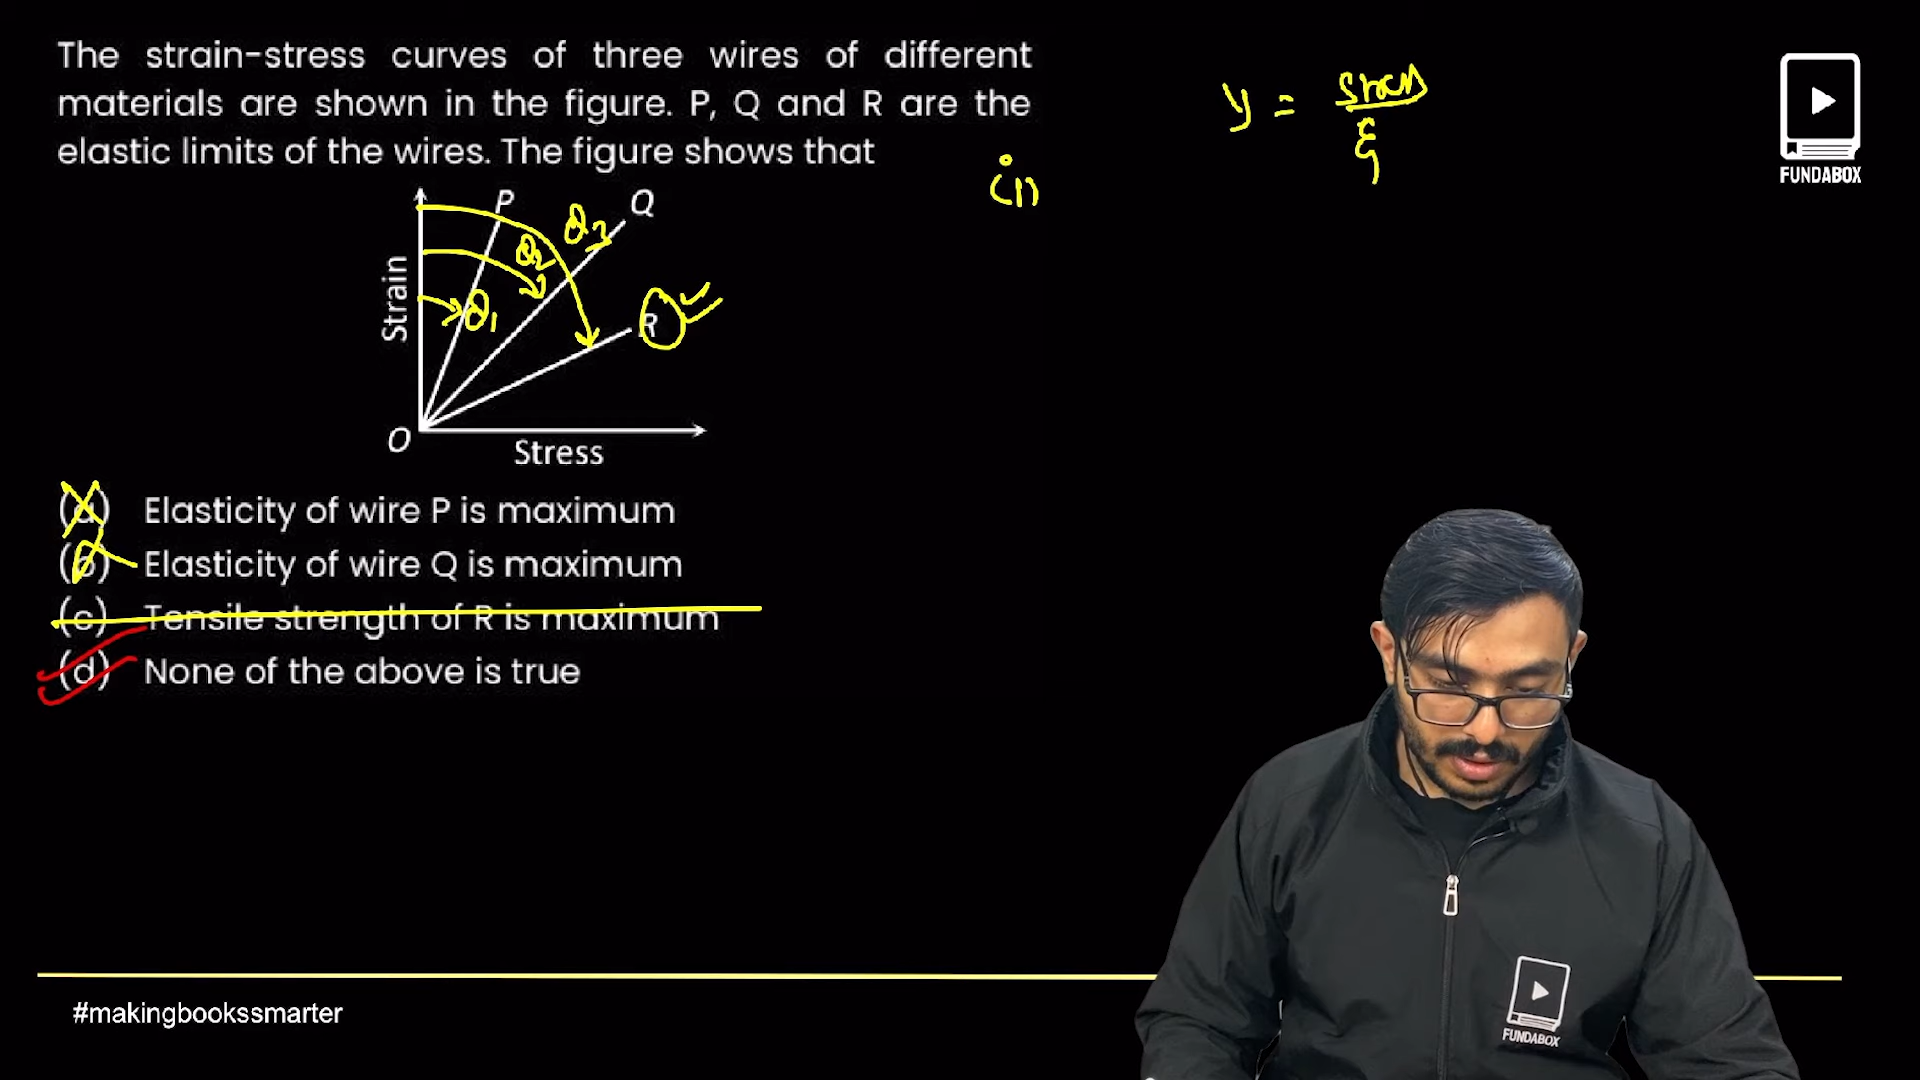 The strain-stress curves of three wires of different
materials are shown in the figure. P, Q and R are the
elastic limits of the wires. The figure shows that
y = stress
ε
(i)
FUNDABOX
P
Q
θ3
θ2
θ1
R
Strain
O
Stress
(a) Elasticity of wire P is maximum
(b) Elasticity of wire Q is maximum
(c) Tensile strength of R is maximum
(d) None of the above is true
FUNDABOX
#makingbookssmarter